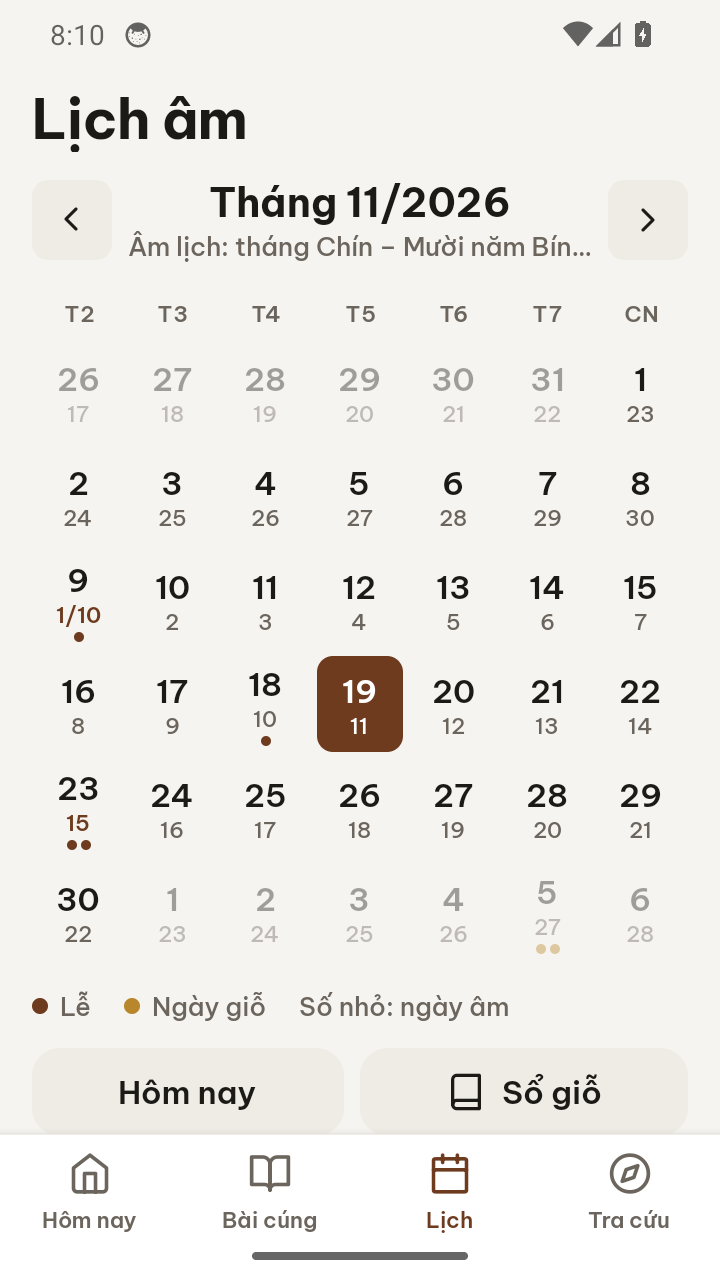 8:10
Lịch âm
Tháng 11/2026
Âm lịch: tháng Chín – Mười năm Bín...
T2 T3 T4 T5 T6 T7 CN
26 27 28 29 30 31 1
17 18 19 20 21 22 23
2 3 4 5 6 7 8
24 25 26 27 28 29 30
9 10 11 12 13 14 15
1/10 2 3 4 5 6 7
16 17 18 19 20 21 22
8 9 10 11 12 13 14
23 24 25 26 27 28 29
15 16 17 18 19 20 21
30 1 2 3 4 5 6
22 23 24 25 26 27 28
Lễ Ngày giỗ Số nhỏ: ngày âm
Hôm nay Sổ giỗ
Hôm nay Bài cúng Lịch Tra cứu